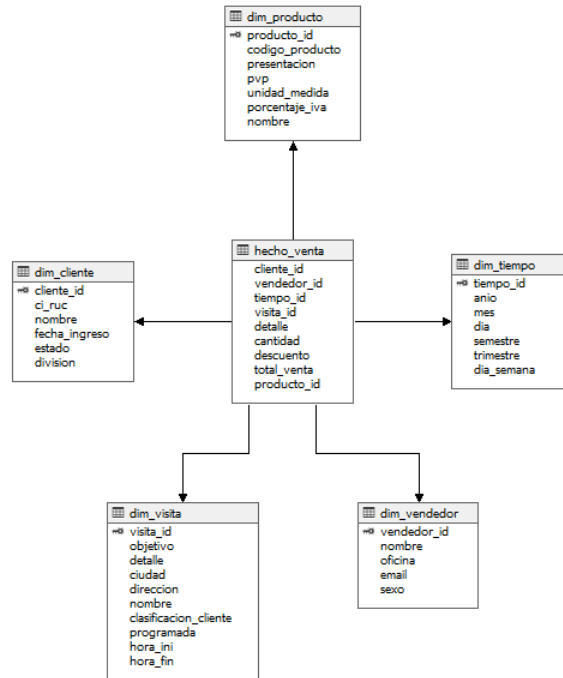 dim_producto
producto_id
codigo_producto
presentacion
pvp
unidad_medida
porcentaje_iva
nombre
hecho_venta
cliente_id
vendedor_id
tiempo_id
visita_id
detalle
cantidad
descuento
total_venta
producto_id
dim_cliente
cliente_id
ci_ruc
nombre
fecha_ingreso
estado
division
dim_tiempo
tiempo_id
anio
mes
dia
semestre
trimestre
dia_semana
dim_visita
visita_id
objetivo
detalle
ciudad
direccion
nombre
clasificacion_cliente
programada
hora_ini
hora_fin
dim_vendedor
vendedor_id
nombre
oficina
email
sexo